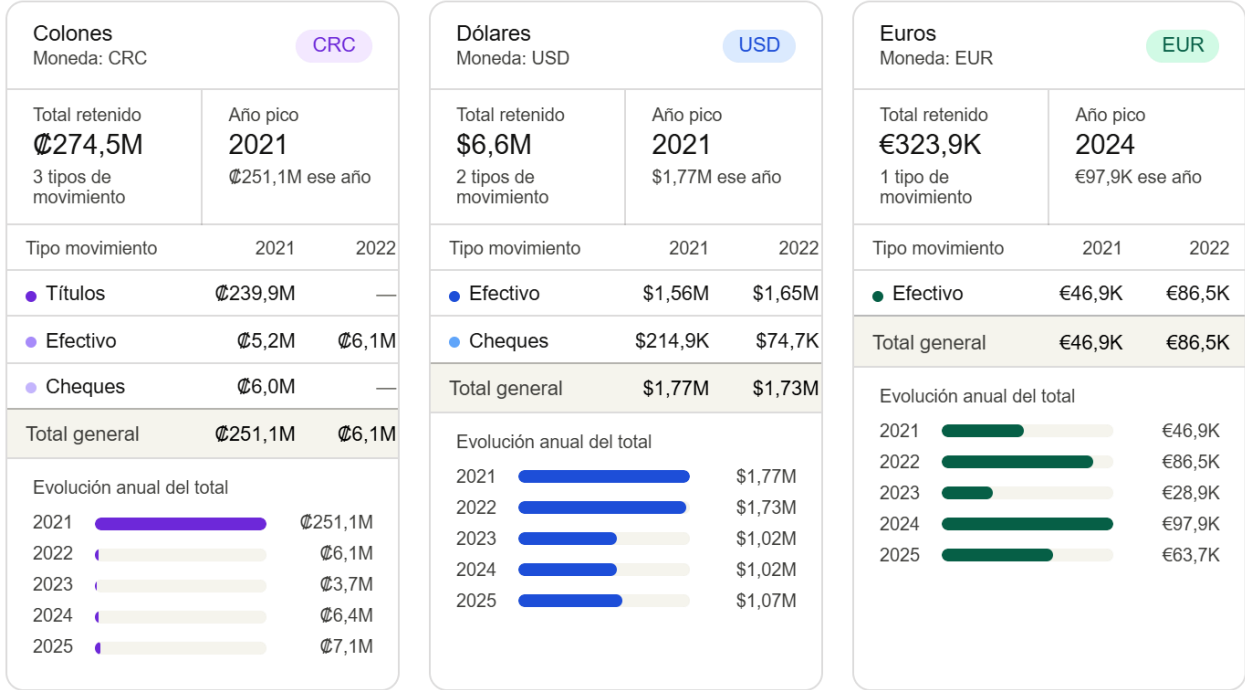 Colones
Moneda: CRC
CRC
Total retenido
₡274,5M
3 tipos de
movimiento
Año pico
2021
₡251,1M ese año
Tipo movimiento 2021 2022
Títulos ₡239,9M —
Efectivo ₡5,2M ₡6,1M
Cheques ₡6,0M —
Total general ₡251,1M ₡6,1M
Evolución anual del total
2021 ₡251,1M
2022 ₡6,1M
2023 ₡3,7M
2024 ₡6,4M
2025 ₡7,1M
Dólares
Moneda: USD
USD
Total retenido
$6,6M
2 tipos de
movimiento
Año pico
2021
$1,77M ese año
Tipo movimiento 2021 2022
Efectivo $1,56M $1,65M
Cheques $214,9K $74,7K
Total general $1,77M $1,73M
Evolución anual del total
2021 $1,77M
2022 $1,73M
2023 $1,02M
2024 $1,02M
2025 $1,07M
Euros
Moneda: EUR
EUR
Total retenido
€323,9K
1 tipo de
movimiento
Año pico
2024
€97,9K ese año
Tipo movimiento 2021 2022
Efectivo €46,9K €86,5K
Total general €46,9K €86,5K
Evolución anual del total
2021 €46,9K
2022 €86,5K
2023 €28,9K
2024 €97,9K
2025 €63,7K